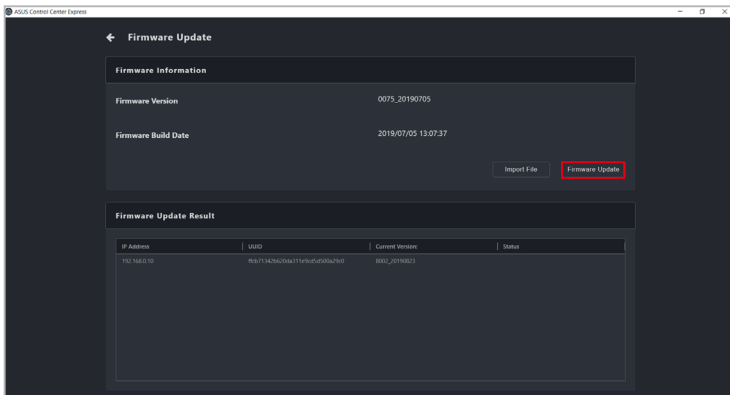 ASUS Control Center Express
Firmware Update
Firmware Information
Firmware Version 0075_20190705
Firmware Build Date 2019/07/05 13:07:37
Import File Firmware Update
Firmware Update Result
IP Address UUID Current Version: Status
192.168.0.10